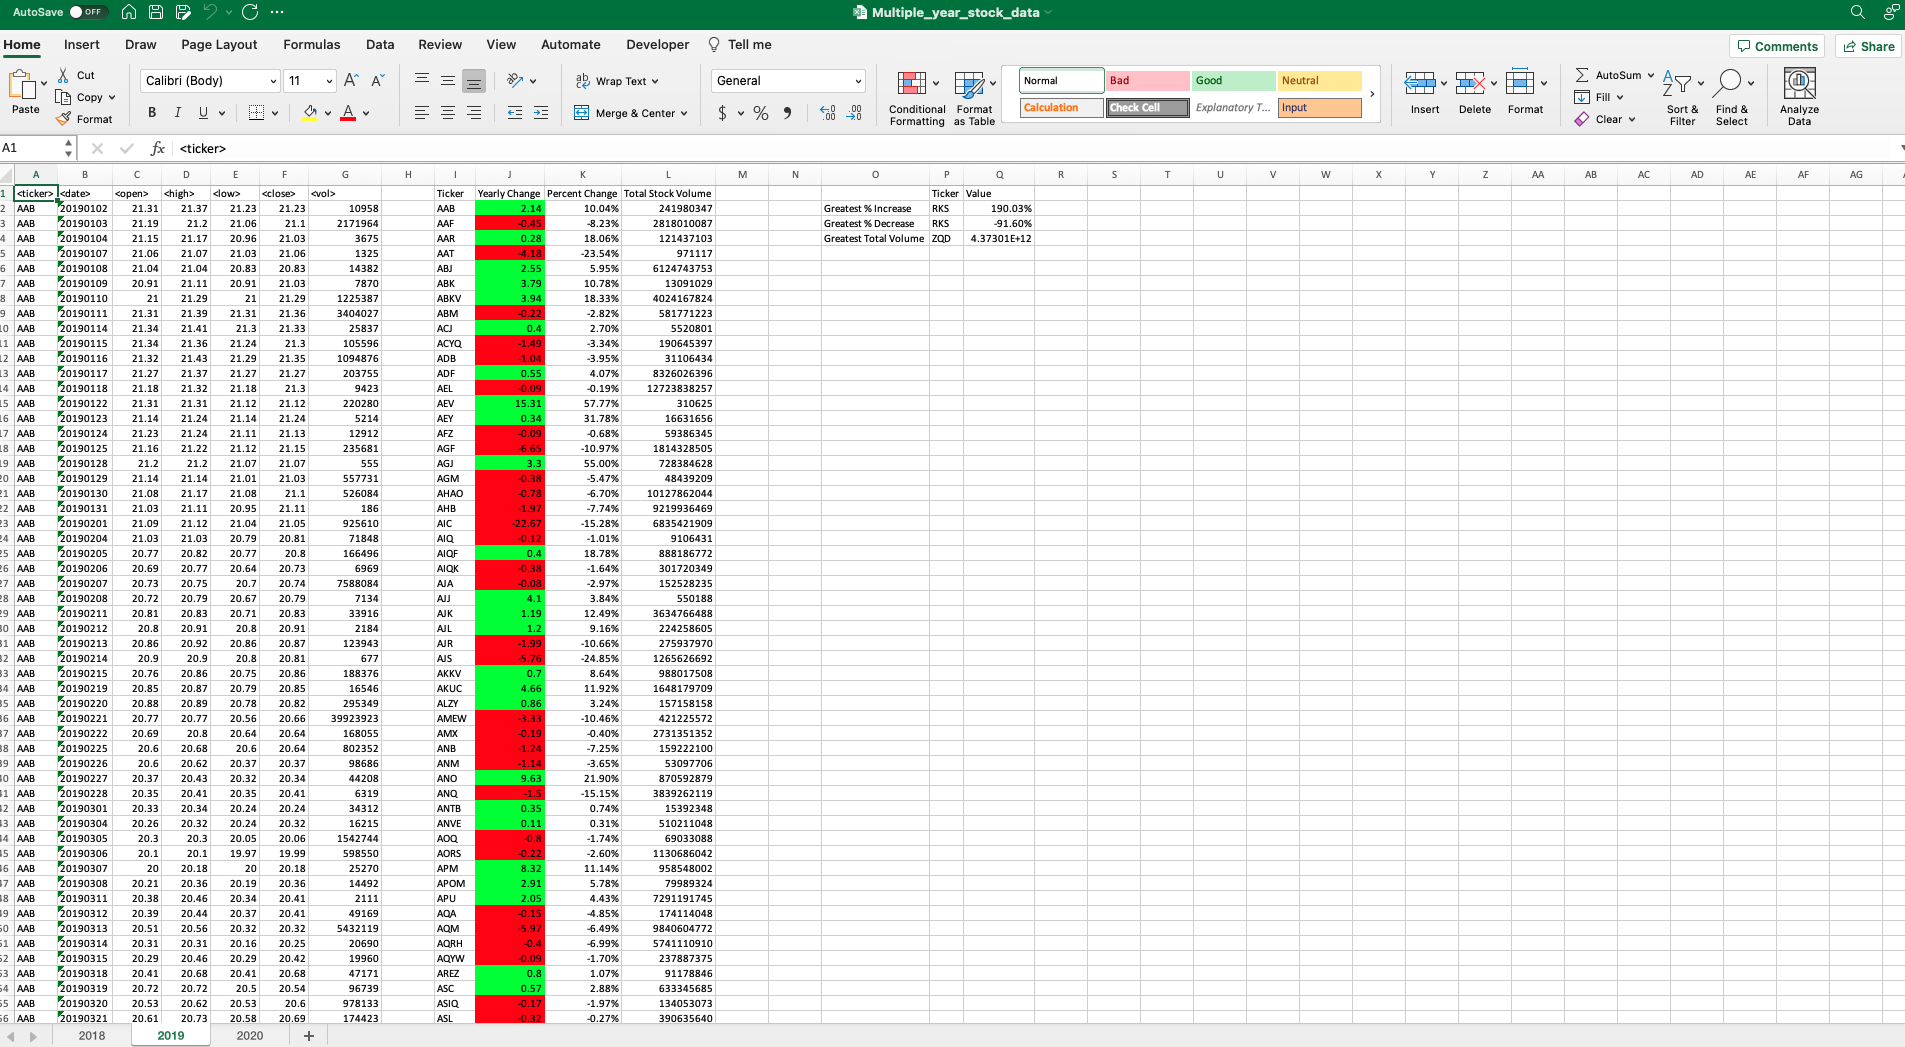 AutoSave OFF
Multiple_year_stock_data
Home Insert Draw Page Layout Formulas Data Review View Automate Developer Tell me Comments Share
Paste Cut Copy Format
Calibri (Body) 11
B I U A
ab Wrap Text
Merge & Center
General
$ %
Conditional Formatting
Format as Table
Normal Bad Good Neutral
Calculation Check Cell Explanatory T... Input
Insert Delete Format
AutoSum Fill Clear
Sort & Filter
Find & Select
Analyze Data
A1 fx <ticker>
A B C D E F G H I J K L M N O P Q R S T U V W X Y Z AA AB AC AD AE AF AG
1 <ticker> <date> <open> <high> <low> <close> <vol> Ticker Yearly Change Percent Change Total Stock Volume Ticker Value
2 AAB 20190102 21.31 21.37 21.23 21.23 10958 AAB 2.14 10.04% 241980347 Greatest % Increase RKS 190.03%
3 AAB 20190103 21.19 21.2 21.06 21.1 2171964 AAF -0.45 -8.23% 2818010087 Greatest % Decrease RKS -91.60%
4 AAB 20190104 21.15 21.17 20.96 21.03 3675 AAR 0.28 18.06% 121437103 Greatest Total Volume ZQD 4.37301E+12
5 AAB 20190107 21.06 21.07 21.03 21.06 1325 AAT -4.18 -23.54% 971117
6 AAB 20190108 21.04 21.04 20.83 20.83 14382 ABJ 2.55 5.95% 6124743753
7 AAB 20190109 20.91 21.11 20.91 21.03 7870 ABK 3.79 10.78% 13091029
8 AAB 20190110 21 21.29 21 21.29 1225387 ABKV 3.94 18.33% 4024167824
9 AAB 20190111 21.31 21.39 21.31 21.36 3404027 ABM -0.22 -2.82% 581771223
10 AAB 20190114 21.34 21.41 21.3 21.33 25837 ACJ 0.4 2.70% 5520801
11 AAB 20190115 21.34 21.36 21.24 21.3 105596 ACYQ -1.49 -3.34% 190645397
12 AAB 20190116 21.32 21.43 21.29 21.35 1094876 ADB -1.04 -3.95% 31106434
13 AAB 20190117 21.27 21.37 21.27 21.27 203755 ADF 0.55 4.07% 8326026396
14 AAB 20190118 21.18 21.32 21.18 21.3 9423 AEL -0.09 -0.19% 12723838257
15 AAB 20190122 21.31 21.31 21.12 21.12 220280 AEV 15.31 57.77% 310625
16 AAB 20190123 21.14 21.24 21.14 21.24 5214 AEY 0.34 31.78% 16631656
17 AAB 20190124 21.23 21.24 21.11 21.13 12912 AFZ -0.09 -0.68% 59386345
18 AAB 20190125 21.16 21.22 21.12 21.15 235681 AGF -6.65 -10.97% 1814328505
19 AAB 20190128 21.2 21.2 21.07 21.07 555 AGJ 3.3 55.00% 728384628
20 AAB 20190129 21.14 21.14 21.01 21.03 557731 AGM -0.38 -5.47% 48439209
21 AAB 20190130 21.08 21.17 21.08 21.1 526084 AHAO -0.78 -6.70% 10127862044
22 AAB 20190131 21.03 21.11 20.95 21.11 186 AHB -1.97 -7.74% 9219936469
23 AAB 20190201 21.09 21.12 21.04 21.05 925610 AIC -22.67 -15.28% 6835421909
24 AAB 20190204 21.03 21.03 20.79 20.81 71848 AIQ -0.12 -1.01% 9106431
25 AAB 20190205 20.77 20.82 20.77 20.8 166496 AIQF 0.4 18.78% 888186772
26 AAB 20190206 20.69 20.77 20.64 20.73 6969 AIQK -0.38 -1.64% 301720349
27 AAB 20190207 20.73 20.75 20.7 20.74 7588084 AJA -0.08 -2.97% 152528235
28 AAB 20190208 20.72 20.79 20.67 20.79 7134 AJJ 4.1 3.84% 550188
29 AAB 20190211 20.81 20.83 20.71 20.83 33916 AJK 1.19 12.49% 3634766488
30 AAB 20190212 20.8 20.91 20.8 20.91 2184 AJL 1.2 9.16% 224258605
31 AAB 20190213 20.86 20.92 20.86 20.87 123943 AJR -1.99 -10.66% 275937970
32 AAB 20190214 20.9 20.9 20.8 20.81 677 AJS -5.76 -24.85% 1265626692
33 AAB 20190215 20.76 20.86 20.75 20.86 188376 AKKV 0.7 8.64% 988017508
34 AAB 20190219 20.85 20.87 20.79 20.85 16546 AKUC 4.66 11.92% 1648179709
35 AAB 20190220 20.88 20.89 20.78 20.82 295349 ALZY 0.86 3.24% 157158158
36 AAB 20190221 20.77 20.77 20.56 20.66 39923923 AMEW -3.33 -10.46% 421225572
37 AAB 20190222 20.69 20.8 20.64 20.64 168055 AMX -0.19 -0.40% 2731351352
38 AAB 20190225 20.6 20.68 20.6 20.64 802352 ANB -1.24 -7.25% 159222100
39 AAB 20190226 20.6 20.62 20.37 20.37 98686 ANM -1.14 -3.65% 53097706
40 AAB 20190227 20.37 20.43 20.32 20.34 44208 ANO 9.63 21.90% 870592879
41 AAB 20190228 20.35 20.41 20.35 20.41 6319 ANQ -1.5 -15.15% 3839262119
42 AAB 20190301 20.33 20.34 20.24 20.24 34312 ANTB 0.35 0.74% 15392348
43 AAB 20190304 20.26 20.32 20.24 20.32 16215 ANVE 0.11 0.31% 510211048
44 AAB 20190305 20.3 20.3 20.05 20.06 1542744 AOQ -0.8 -1.74% 69033088
45 AAB 20190306 20.1 20.1 19.97 19.99 598550 AORS -0.22 -2.60% 1130686042
46 AAB 20190307 20 20.18 20 20.18 25270 APM 8.32 11.14% 958548002
47 AAB 20190308 20.21 20.36 20.19 20.36 14492 APOM 2.91 5.78% 79989324
48 AAB 20190311 20.38 20.46 20.34 20.41 2111 APU 2.05 4.43% 7291191745
49 AAB 20190312 20.39 20.44 20.37 20.41 49169 AQA -0.15 -4.85% 174114048
50 AAB 20190313 20.51 20.56 20.32 20.32 5432119 AQM -5.97 -6.49% 9840604772
51 AAB 20190314 20.31 20.31 20.16 20.25 20690 AQRH -0.4 -6.99% 5741110910
52 AAB 20190315 20.29 20.46 20.29 20.42 19960 AQYW -0.09 -1.70% 237887375
53 AAB 20190318 20.41 20.68 20.41 20.68 47171 AREZ 0.8 1.07% 91178846
54 AAB 20190319 20.72 20.72 20.5 20.54 96739 ASC 0.57 2.88% 633345685
55 AAB 20190320 20.53 20.62 20.53 20.6 978133 ASIQ -0.17 -1.97% 134053073
56 AAB 20190321 20.61 20.73 20.58 20.69 174423 ASL -0.32 -0.27% 390635640
2018 2019 2020 +